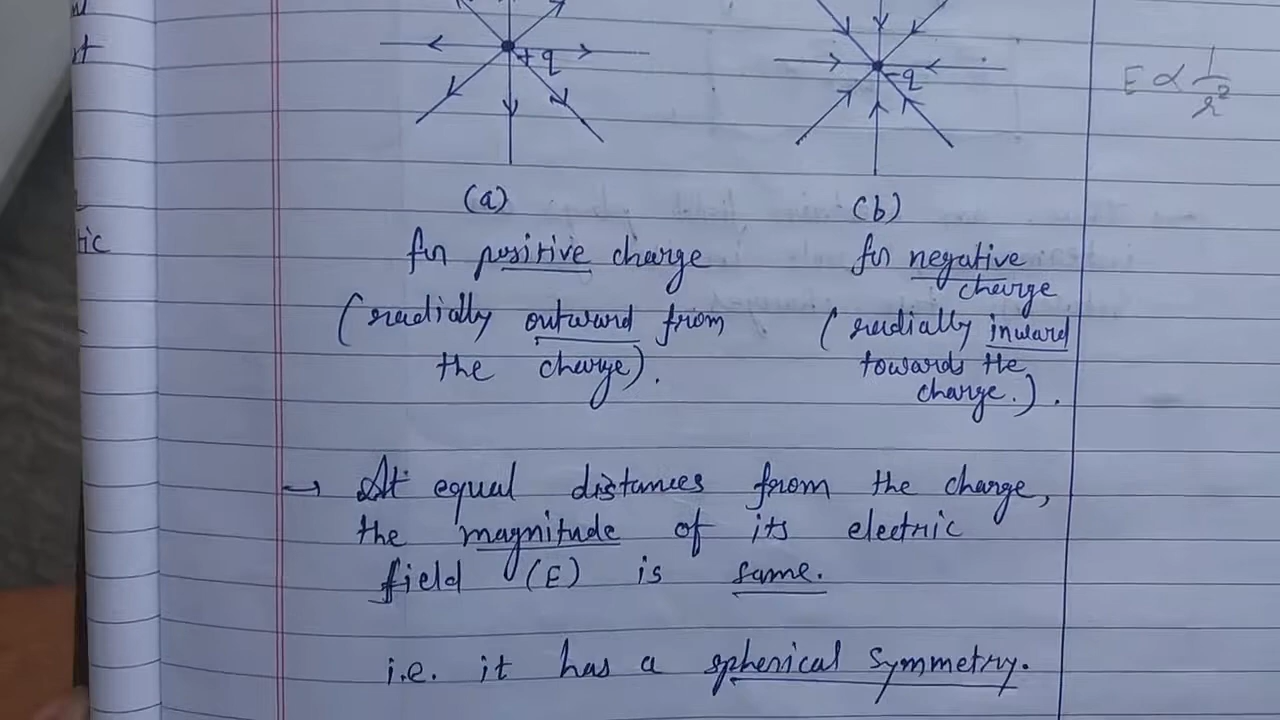 +q
-q
E ∝ 1/r²
(a)
(b)
tic
for positive charge
for negative
charge
(radially outward from
the charge).
(radially inward
towards the
charge.).
→ At equal distances from the charge,
the magnitude of its electric
field (E) is same.
i.e. it has a spherical symmetry.